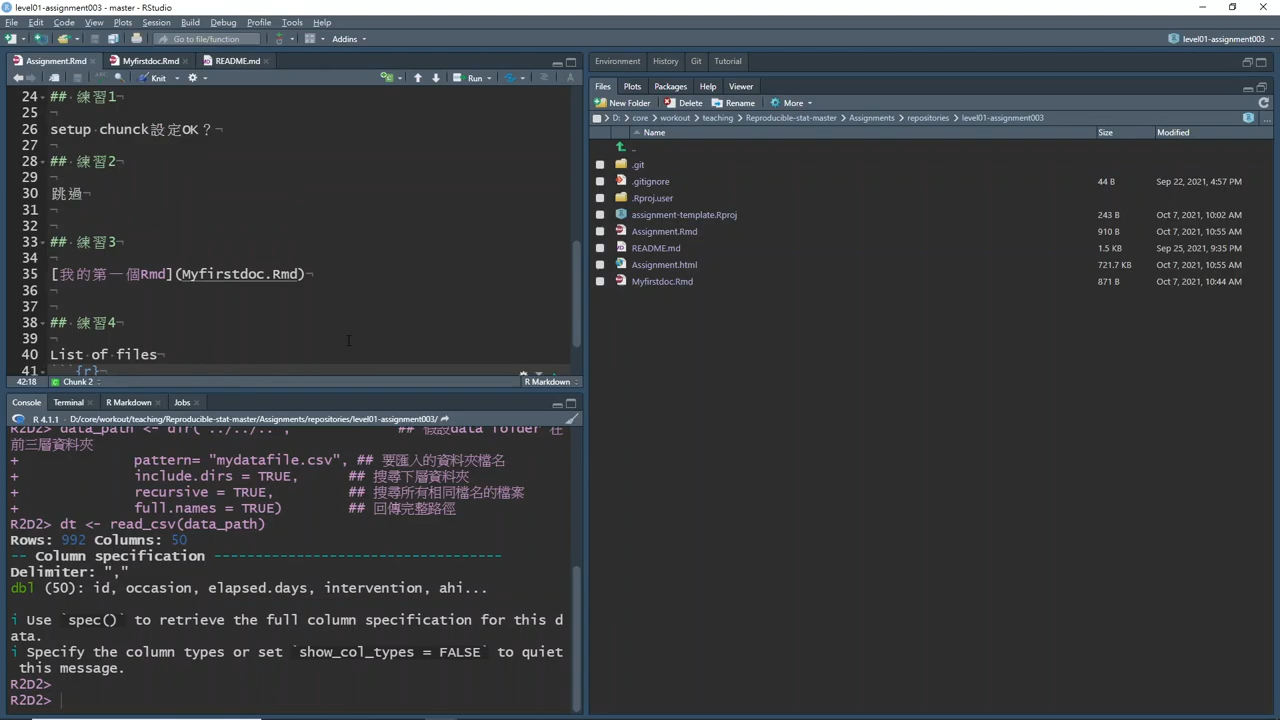 level01-assignment003 - master - RStudio
File Edit Code View Plots Session Build Debug Profile Tools Help
Go to file/function Addins level01-assignment003
Assignment.Rmd Myfirstdoc.Rmd README.md
Knit Run
24 ## 練習1
25
26 setup chunck設定OK？
27
28 ## 練習2
29
30 跳過
31
32
33 ## 練習3
34
35 [我的第一個Rmd](Myfirstdoc.Rmd)
36
37
38 ## 練習4
39
40 List of files
41 ```{r}
42:18 Chunk 2 R Markdown
Console Terminal R Markdown Jobs
R 4.1.1 · D:/core/workout/teaching/Reproducible-stat-master/Assignments/repositories/level01-assignment003/
R2D2> data_path <- dir("../../..", ## 假設data folder 在
前三層資料夾
+ pattern= "mydatafile.csv", ## 要匯入的資料夾檔名
+ include.dirs = TRUE, ## 搜尋下層資料夾
+ recursive = TRUE, ## 搜尋所有相同檔名的檔案
+ full.names = TRUE) ## 回傳完整路徑
R2D2> dt <- read_csv(data_path)
Rows: 992 Columns: 50
-- Column specification -----------------------------------
Delimiter: ","
dbl (50): id, occasion, elapsed.days, intervention, ahi...
i Use `spec()` to retrieve the full column specification for this d
ata.
i Specify the column types or set `show_col_types = FALSE` to quiet
this message.
R2D2>
R2D2>
Environment History Git Tutorial
Files Plots Packages Help Viewer
New Folder Delete Rename More
D: core workout teaching Reproducible-stat-master Assignments repositories level01-assignment003 ...
Name Size Modified
..
.git
.gitignore 44 B Sep 22, 2021, 4:57 PM
.Rproj.user
assignment-template.Rproj 243 B Oct 7, 2021, 10:02 AM
Assignment.Rmd 910 B Oct 7, 2021, 10:55 AM
README.md 1.5 KB Sep 25, 2021, 9:35 PM
Assignment.html 721.7 KB Oct 7, 2021, 10:55 AM
Myfirstdoc.Rmd 871 B Oct 7, 2021, 10:44 AM